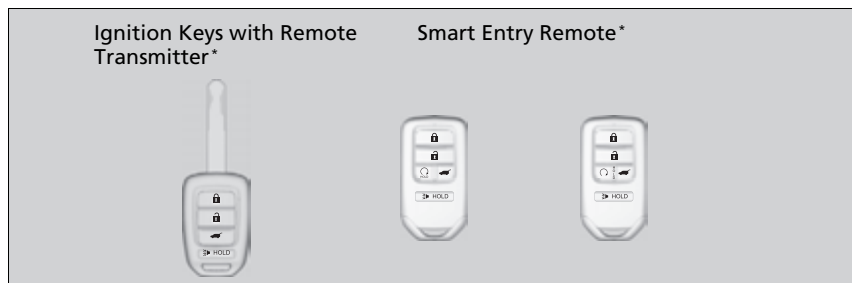 Ignition Keys with Remote
Transmitter*
Smart Entry Remote*
HOLD
HOLD
HOLD